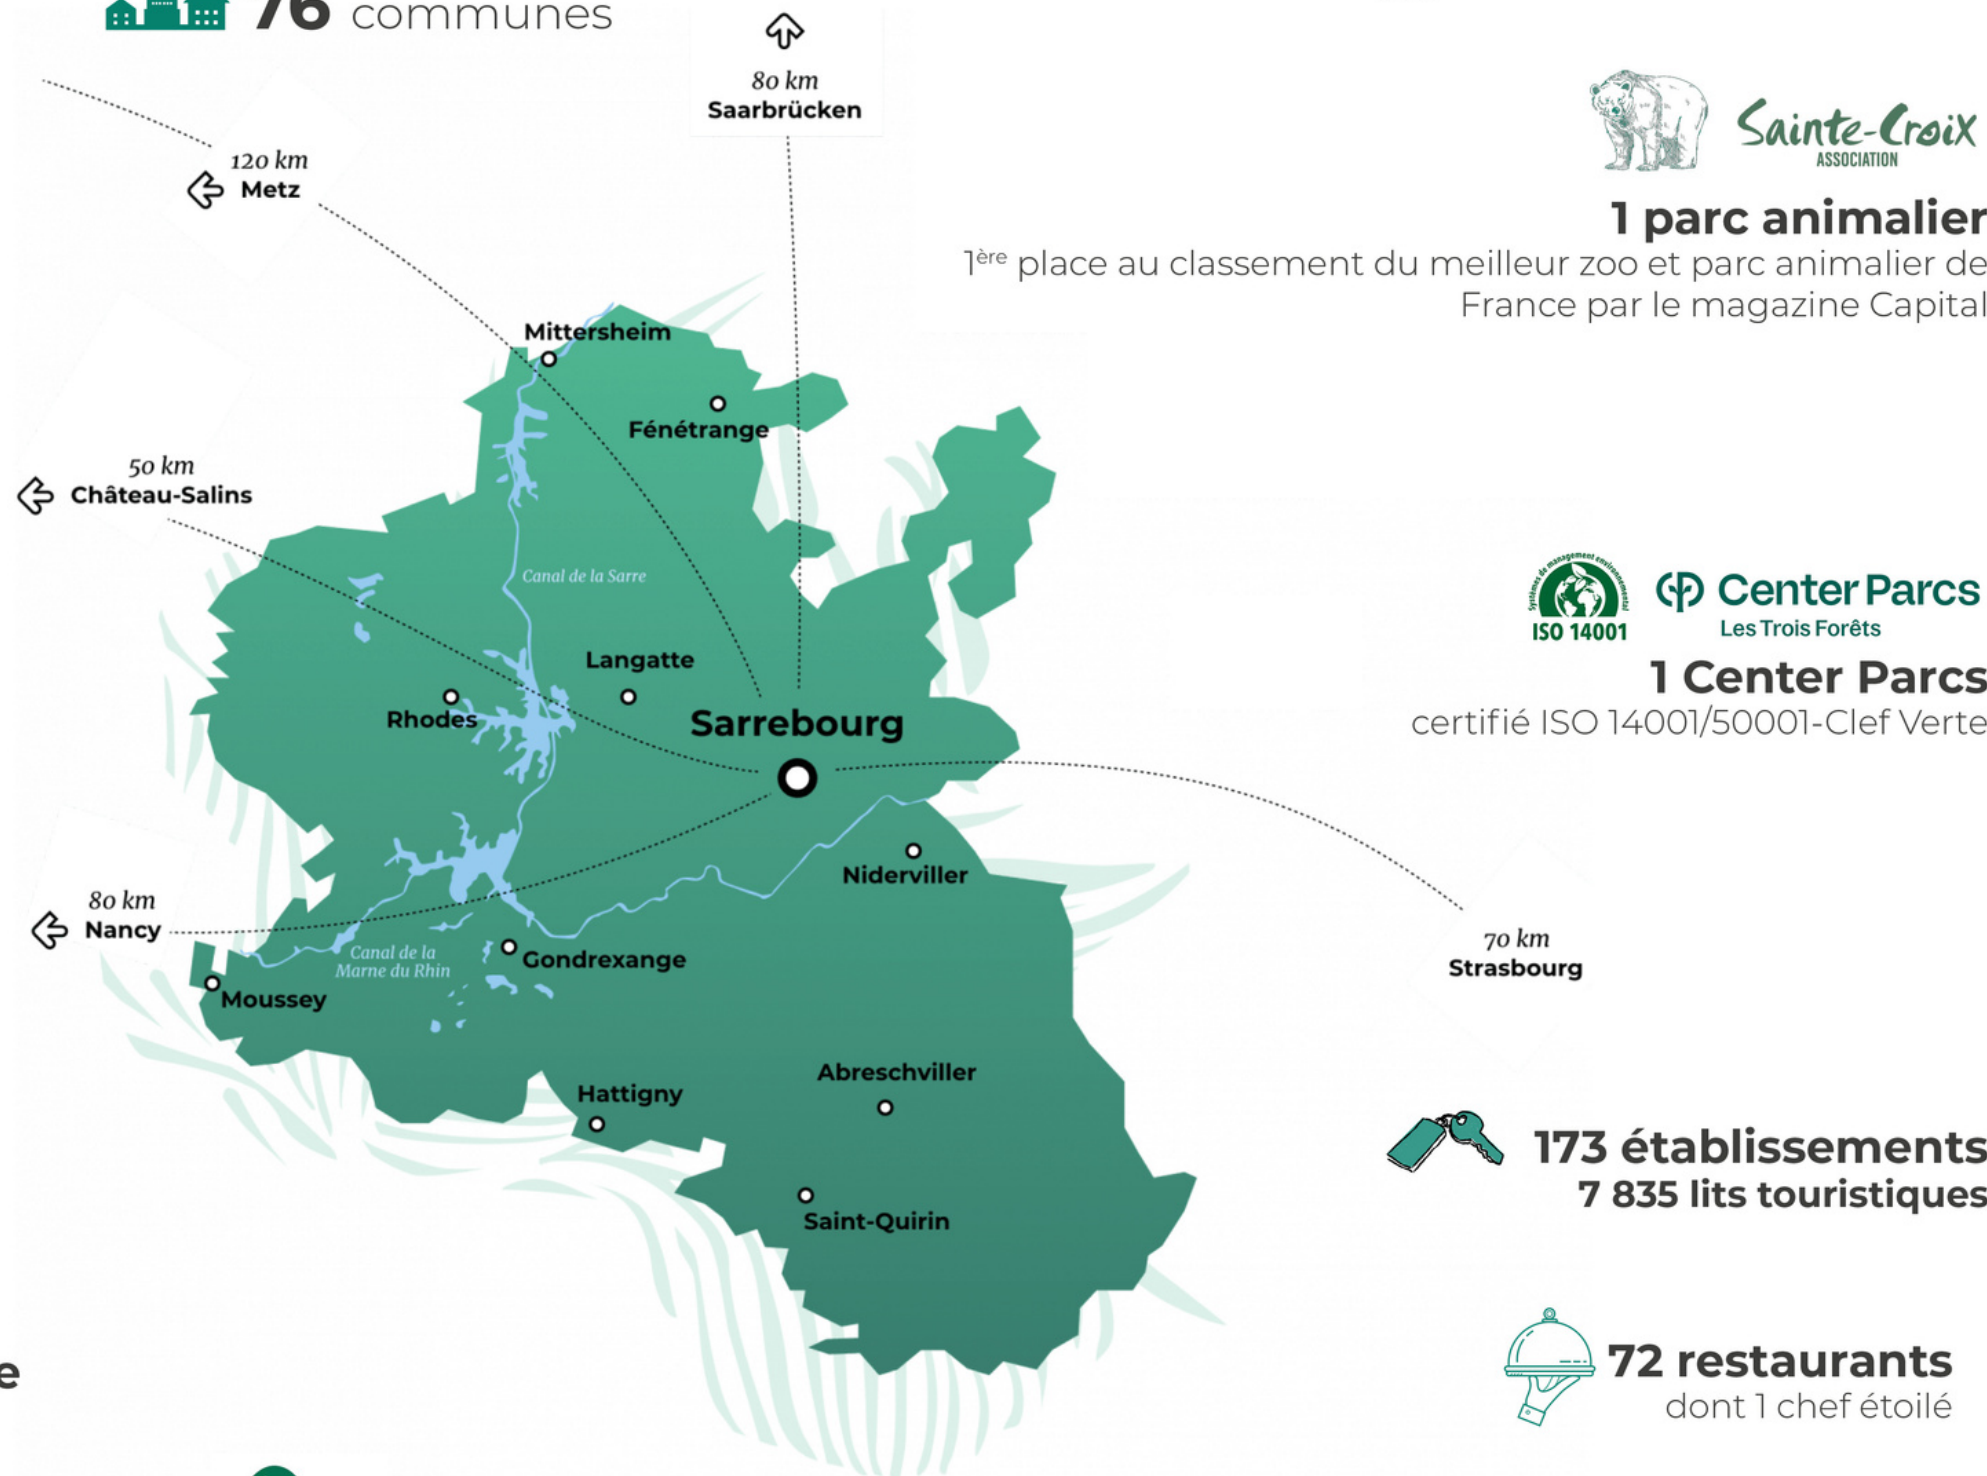 76 communes
80 km
Saarbrücken
120 km
Metz
Sainte-Croix
ASSOCIATION
1 parc animalier
1ère place au classement du meilleur zoo et parc animalier de
France par le magazine Capital
Mittersheim
Fénétrange
50 km
Château-Salins
Canal de la Sarre
Systèmes de management environnemental
ISO 14001
Center Parcs
Les Trois Forêts
1 Center Parcs
certifié ISO 14001/50001-Clef Verte
Langatte
Rhodes
Sarrebourg
Niderviller
80 km
Nancy
70 km
Strasbourg
Canal de la
Marne du Rhin
Gondrexange
Moussey
Abreschviller
Hattigny
173 établissements
7 835 lits touristiques
Saint-Quirin
72 restaurants
dont 1 chef étoilé
e